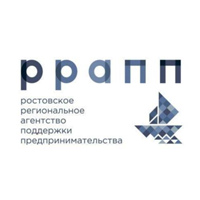 ррапп
ростовское
региональное
агентство
поддержки
предпринимательства